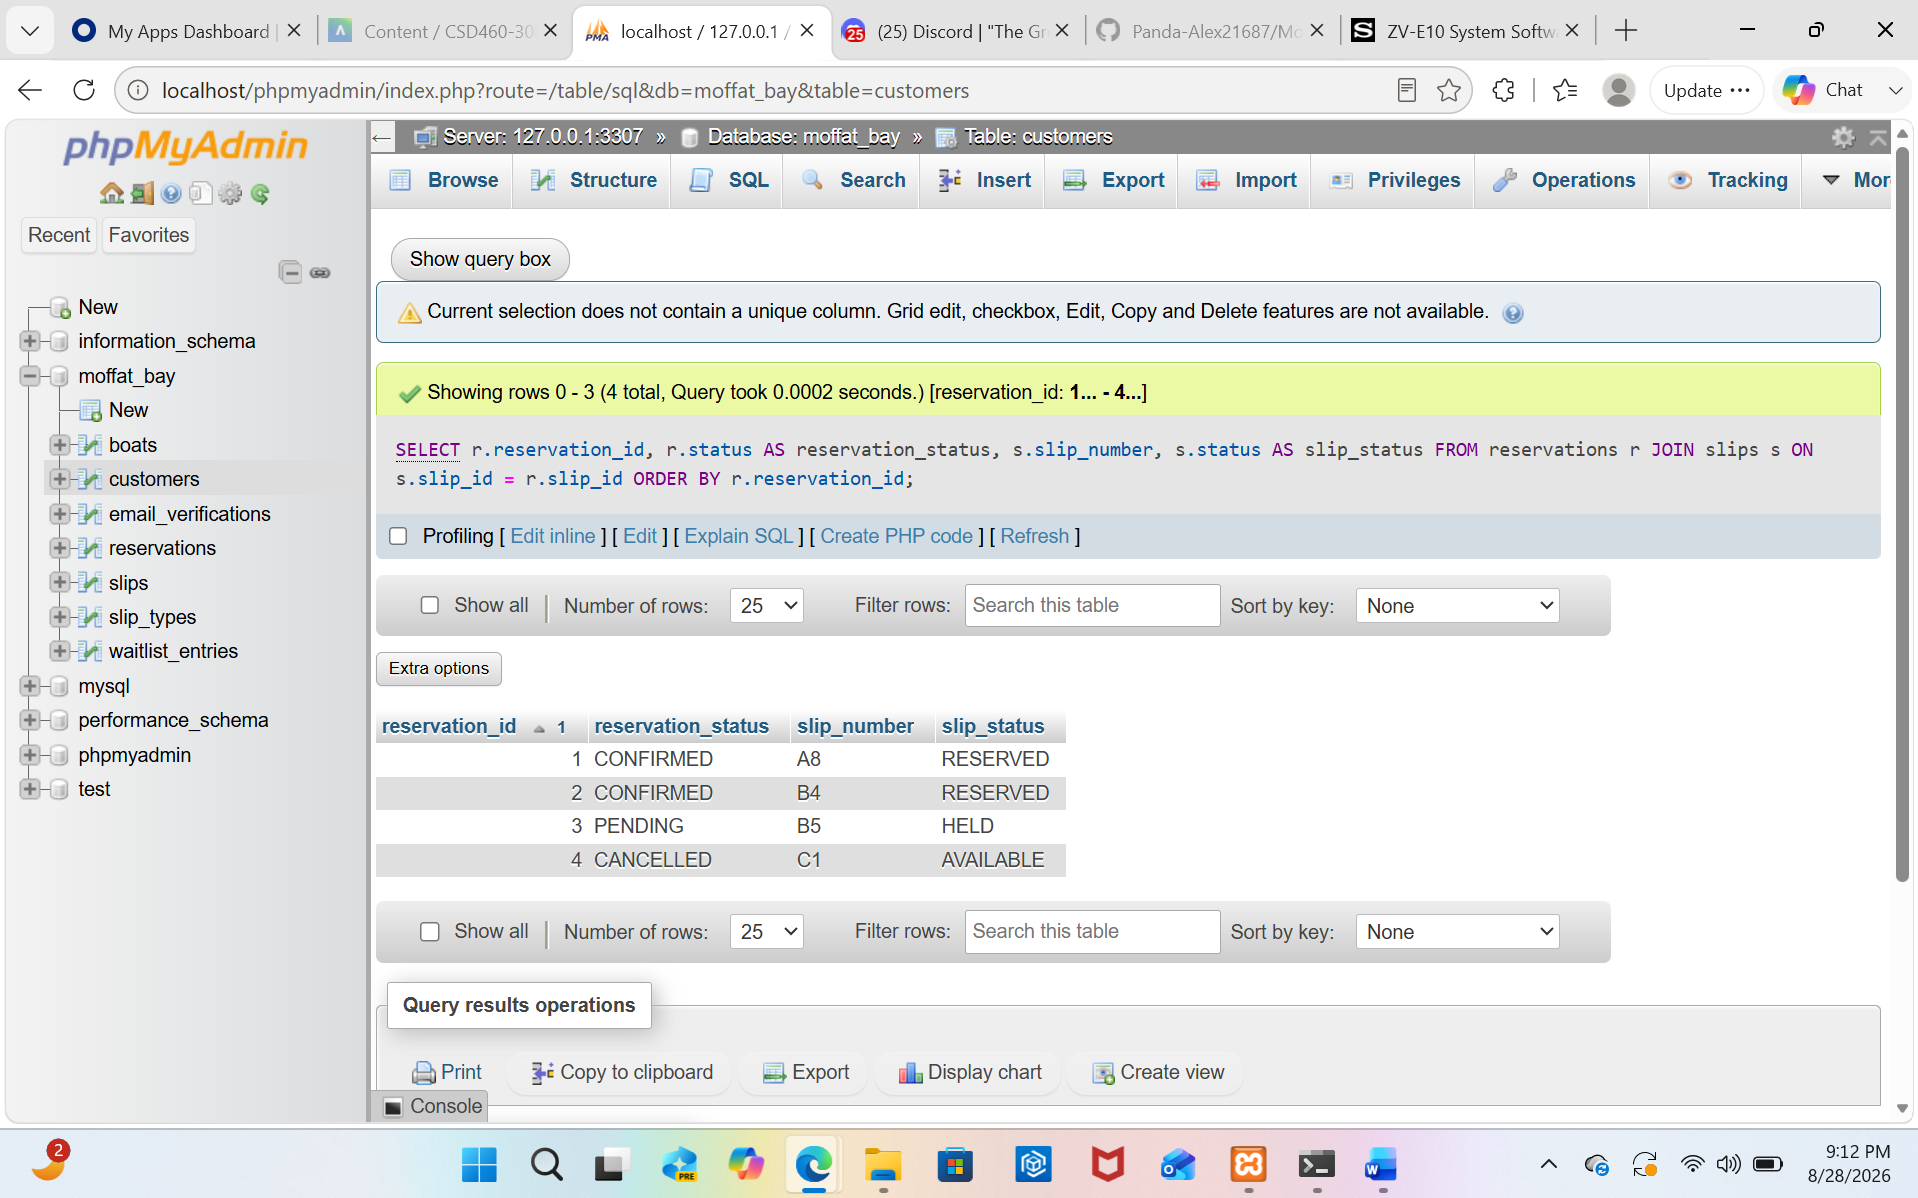 My Apps Dashboard
Content / CSD460-30
localhost / 127.0.0.1 /
(25) Discord | "The Gr
Panda-Alex21687/Mo
ZV-E10 System Softw
localhost/phpmyadmin/index.php?route=/table/sql&db=moffat_bay&table=customers
Update
Chat
phpMyAdmin
Recent
Favorites
New
information_schema
moffat_bay
New
boats
customers
email_verifications
reservations
slips
slip_types
waitlist_entries
mysql
performance_schema
phpmyadmin
test
Server: 127.0.0.1:3307 » Database: moffat_bay » Table: customers
Browse
Structure
SQL
Search
Insert
Export
Import
Privileges
Operations
Tracking
Mor
Show query box
Current selection does not contain a unique column. Grid edit, checkbox, Edit, Copy and Delete features are not available.
Showing rows 0 - 3 (4 total, Query took 0.0002 seconds.) [reservation_id: 1... - 4...]
SELECT r.reservation_id, r.status AS reservation_status, s.slip_number, s.status AS slip_status FROM reservations r JOIN slips s ON
s.slip_id = r.slip_id ORDER BY r.reservation_id;
Profiling [ Edit inline ] [ Edit ] [ Explain SQL ] [ Create PHP code ] [ Refresh ]
Show all | Number of rows: 25 Filter rows: Search this table Sort by key: None
Extra options
reservation_id 1 reservation_status slip_number slip_status
1 CONFIRMED A8 RESERVED
2 CONFIRMED B4 RESERVED
3 PENDING B5 HELD
4 CANCELLED C1 AVAILABLE
Show all | Number of rows: 25 Filter rows: Search this table Sort by key: None
Query results operations
Print
Copy to clipboard
Export
Display chart
Create view
Console
2
PRE
9:12 PM
8/28/2026